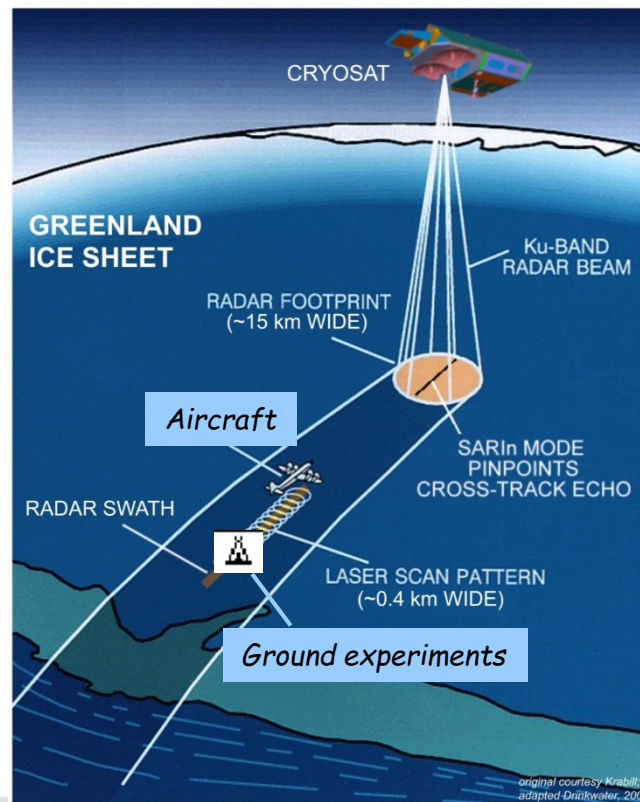 CRYOSAT
GREENLAND
ICE SHEET
Ku-BAND
RADAR BEAM
RADAR FOOTPRINT
(~15 km WIDE)
Aircraft
SARIn MODE
PINPOINTS
CROSS-TRACK ECHO
RADAR SWATH
LASER SCAN PATTERN
(~0.4 km WIDE)
Ground experiments
original courtesy Krabill;
adapted Drinkwater,